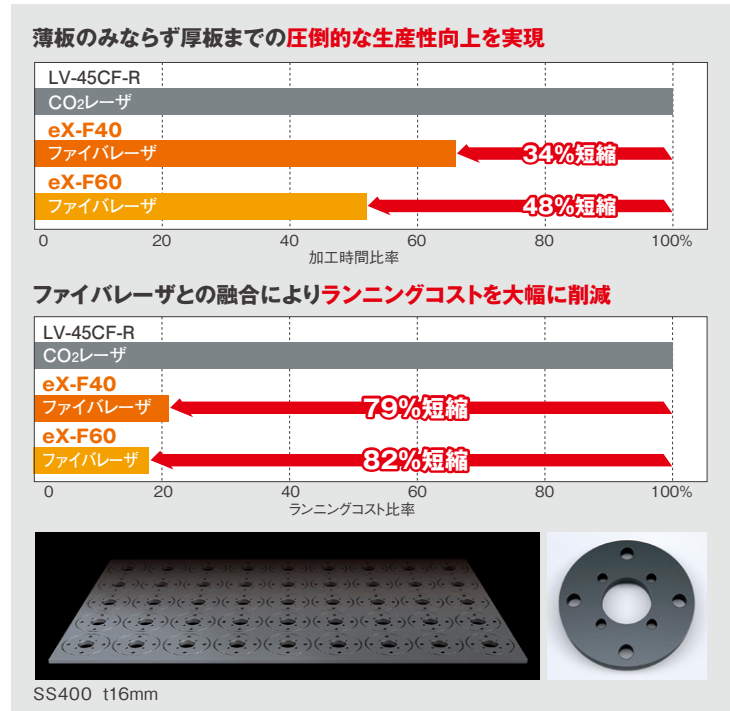 薄板のみならず厚板までの圧倒的な生産性向上を実現
LV-45CF-R
CO2レーザ
eX-F40
ファイバレーザ
34%短縮
eX-F60
ファイバレーザ
48%短縮
0 20 40 60 80 100%
加工時間比率
ファイバレーザとの融合によりランニングコストを大幅に削減
LV-45CF-R
CO2レーザ
eX-F40
ファイバレーザ
79%短縮
eX-F60
ファイバレーザ
82%短縮
0 20 40 60 80 100%
ランニングコスト比率
SS400 t16mm